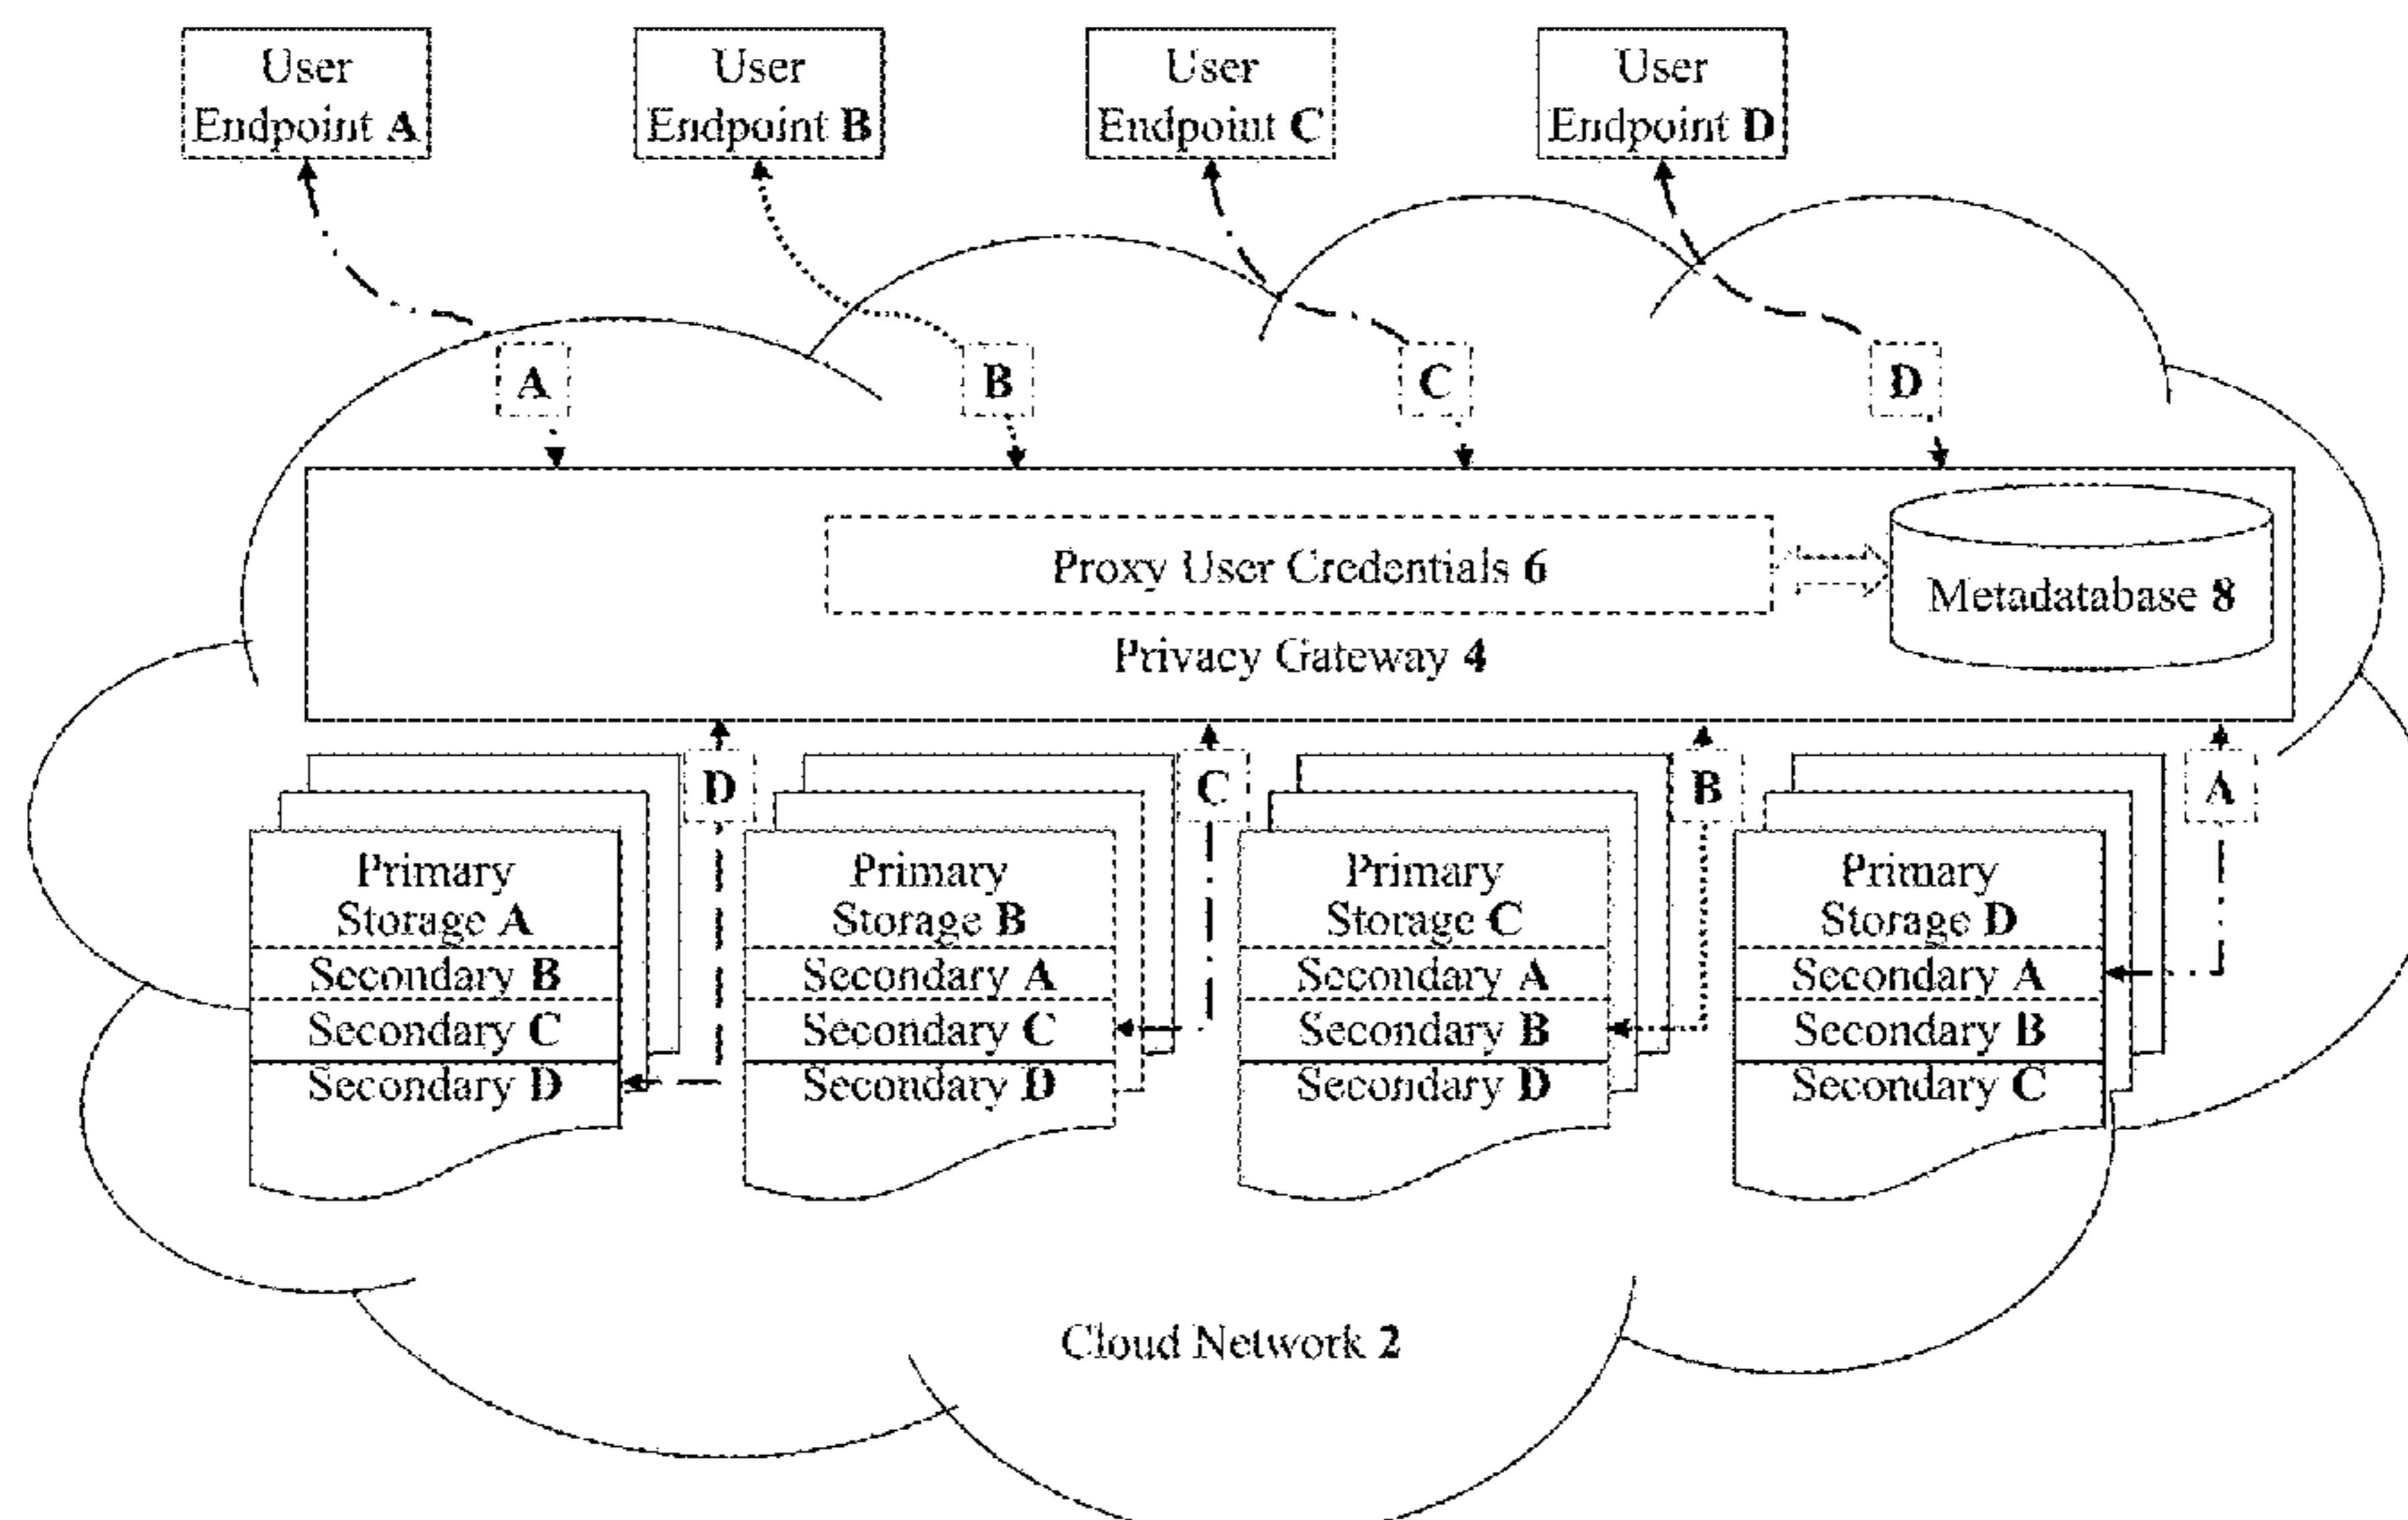 User
Endpoint A
User
Endpoint B
User
Endpoint C
User
Endpoint D
A
B
C
D
Proxy User Credentials 6
Metadatabase 8
Privacy Gateway 4
D
C
B
A
Primary
Storage A
Secondary B
Secondary C
Secondary D
Primary
Storage B
Secondary A
Secondary C
Secondary D
Primary
Storage C
Secondary A
Secondary B
Secondary D
Primary
Storage D
Secondary A
Secondary B
Secondary C
Cloud Network 2